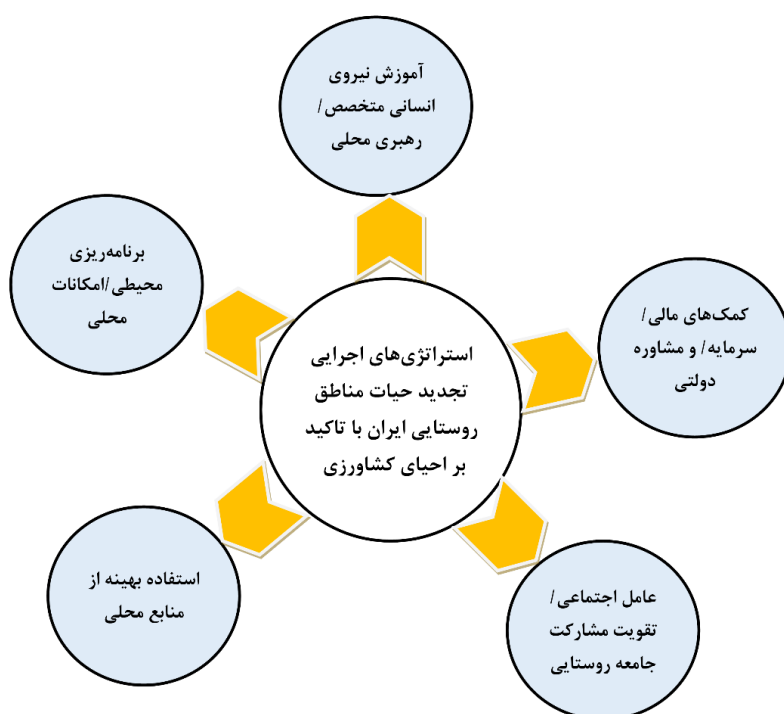 آموزش نیروی
انسانی متخصص/
رهبری محلی
برنامه‌ریزی
محیطی/امکانات
محلی
کمک‌های مالی/
سرمایه/ و مشاوره
دولتی
استراتژی‌های اجرایی
تجدید حیات مناطق
روستایی ایران با تاکید
بر احیای کشاورزی
استفاده بهینه از
منابع محلی
عامل اجتماعی/
تقویت مشارکت
جامعه روستایی